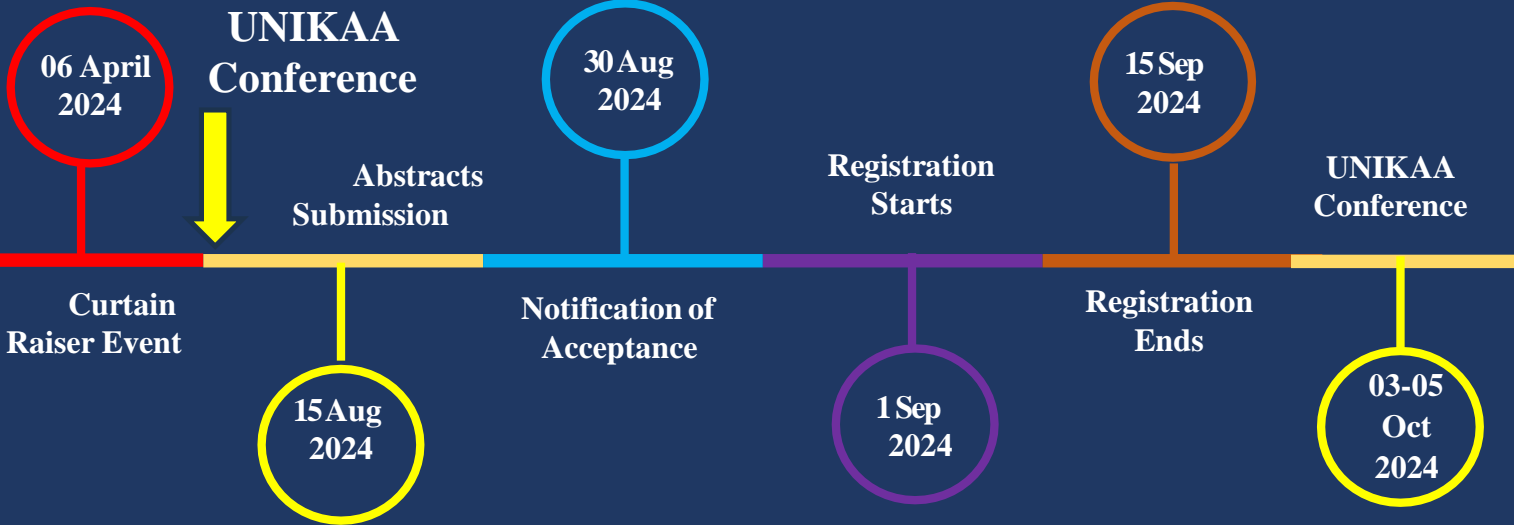 06 April
2024
Curtain
Raiser Event
UNIKAA
Conference
Abstracts
Submission
15 Aug
2024
30 Aug
2024
Notification of
Acceptance
Registration
Starts
1 Sep
2024
15 Sep
2024
Registration
Ends
UNIKAA
Conference
03-05
Oct
2024